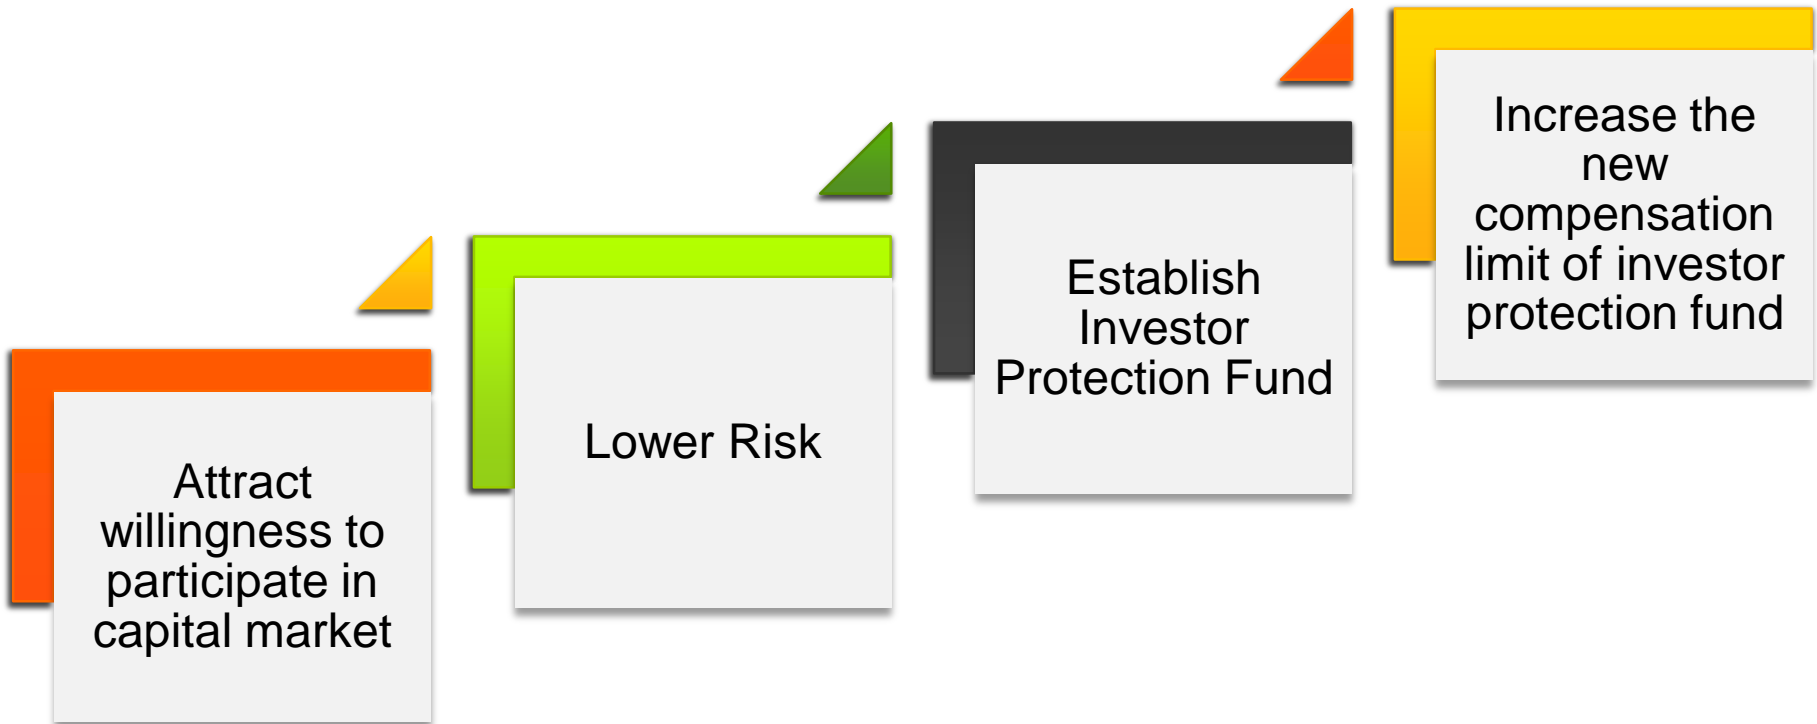 Attract
willingness to
participate in
capital market
Lower Risk
Establish
Investor
Protection Fund
Increase the
new
compensation
limit of investor
protection fund